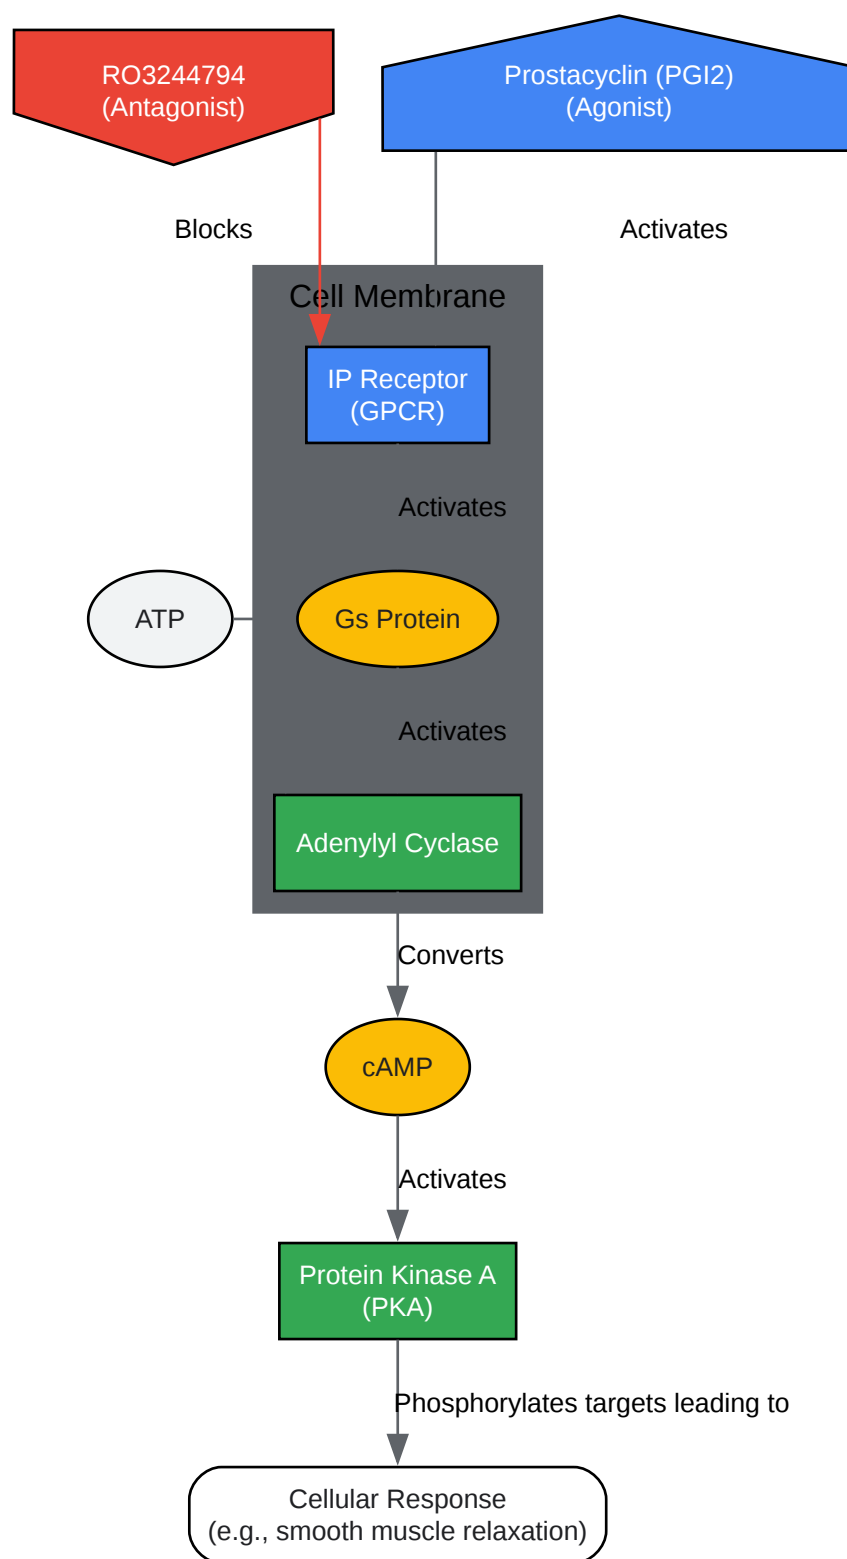 RO3244794
(Antagonist)
Prostacyclin (PGI2)
(Agonist)
Blocks
Activates
Cell Membrane
IP Receptor
(GPCR)
Activates
ATP
Gs Protein
Activates
Adenylyl Cyclase
Converts
cAMP
Activates
Protein Kinase A
(PKA)
Phosphorylates targets leading to
Cellular Response
(e.g., smooth muscle relaxation)